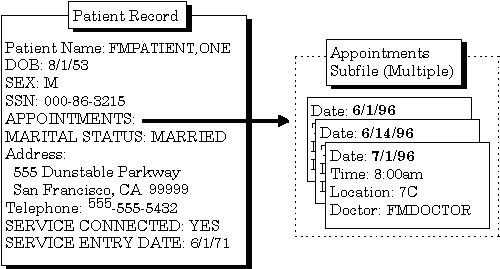 Patient Record
Patient Name: FMPATIENT,ONE
DOB: 8/1/53
SEX: M
SSN: 000-86-3215
APPOINTMENTS:
MARITAL STATUS: MARRIED
Address:
555 Dunstable Parkway
San Francisco, CA 99999
Telephone: 555-555-5432
SERVICE CONNECTED: YES
SERVICE ENTRY DATE: 6/1/71
Appointments
Subfile (Multiple)
Date: 6/1/96
Date: 6/14/96
Date: 7/1/96
Time: 8:00am
Location: 7C
Doctor: FMDOCTOR